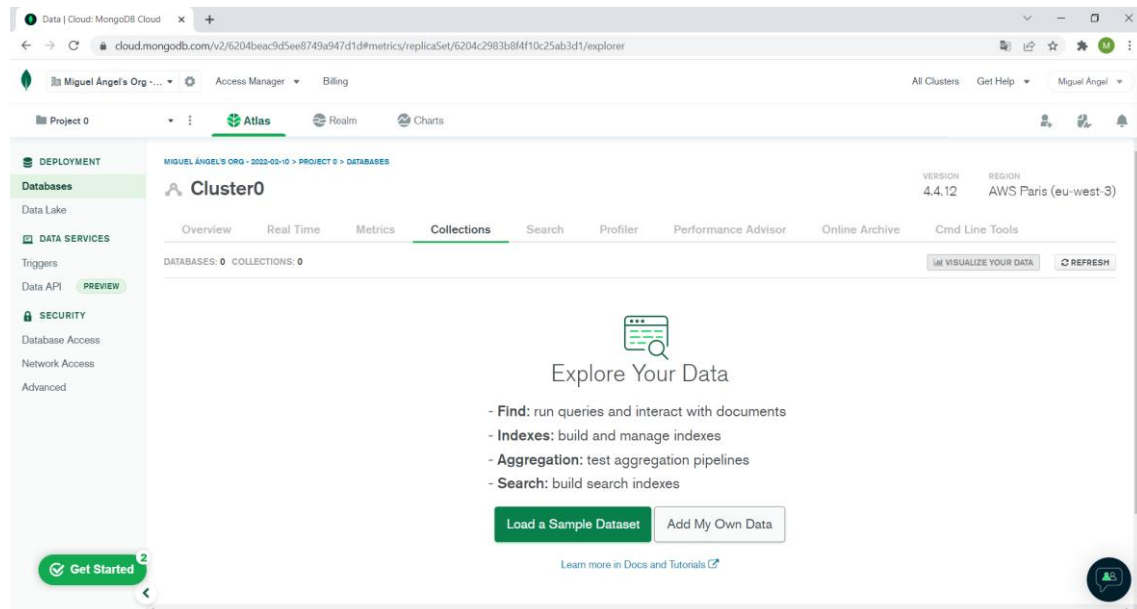 Data | Cloud: MongoDB Cloud
cloud.mongodb.com/v2/6204beac9d5ee8749a947d1d#metrics/replicaSet/6204c2983b8f4f10c25ab3d1/explorer
M
Miguel Ángel's Org -...
Access Manager
Billing
All Clusters
Get Help
Miguel Ángel
Project 0
Atlas
Realm
Charts
DEPLOYMENT
Databases
Data Lake
DATA SERVICES
Triggers
Data API PREVIEW
SECURITY
Database Access
Network Access
Advanced
Get Started
2
MIGUEL ÁNGEL'S ORG - 2022-02-10 > PROJECT 0 > DATABASES
Cluster0
VERSION
4.4.12
REGION
AWS Paris (eu-west-3)
Overview Real Time Metrics Collections Search Profiler Performance Advisor Online Archive Cmd Line Tools
DATABASES: 0 COLLECTIONS: 0
VISUALIZE YOUR DATA
REFRESH
Explore Your Data
- Find: run queries and interact with documents
- Indexes: build and manage indexes
- Aggregation: test aggregation pipelines
- Search: build search indexes
Load a Sample Dataset
Add My Own Data
Learn more in Docs and Tutorials